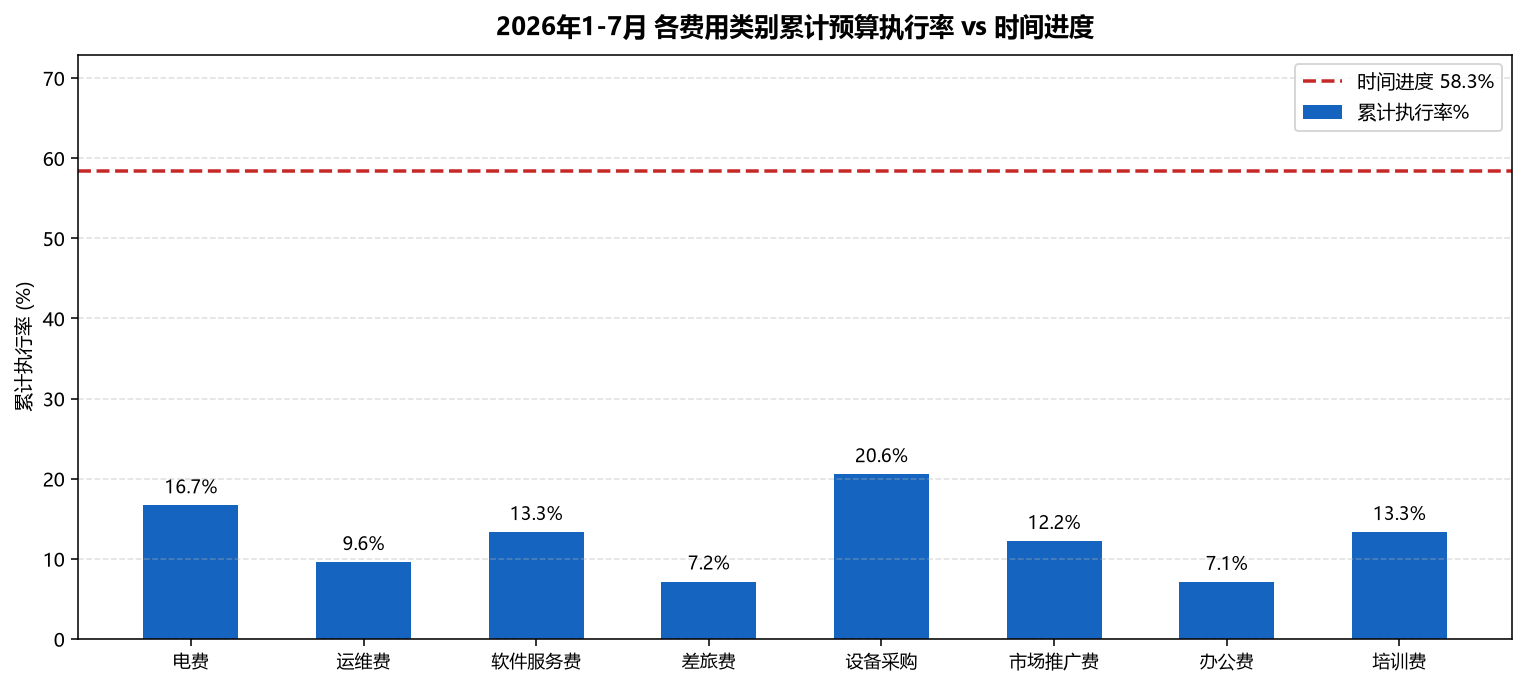 2026年1-7月 各费用类别累计预算执行率 vs 时间进度
时间进度 58.3%
累计执行率%
累计执行率 (%)
70
60
50
40
30
20
10
0
16.7%
9.6%
13.3%
7.2%
20.6%
12.2%
7.1%
13.3%
电费
运维费
软件服务费
差旅费
设备采购
市场推广费
办公费
培训费